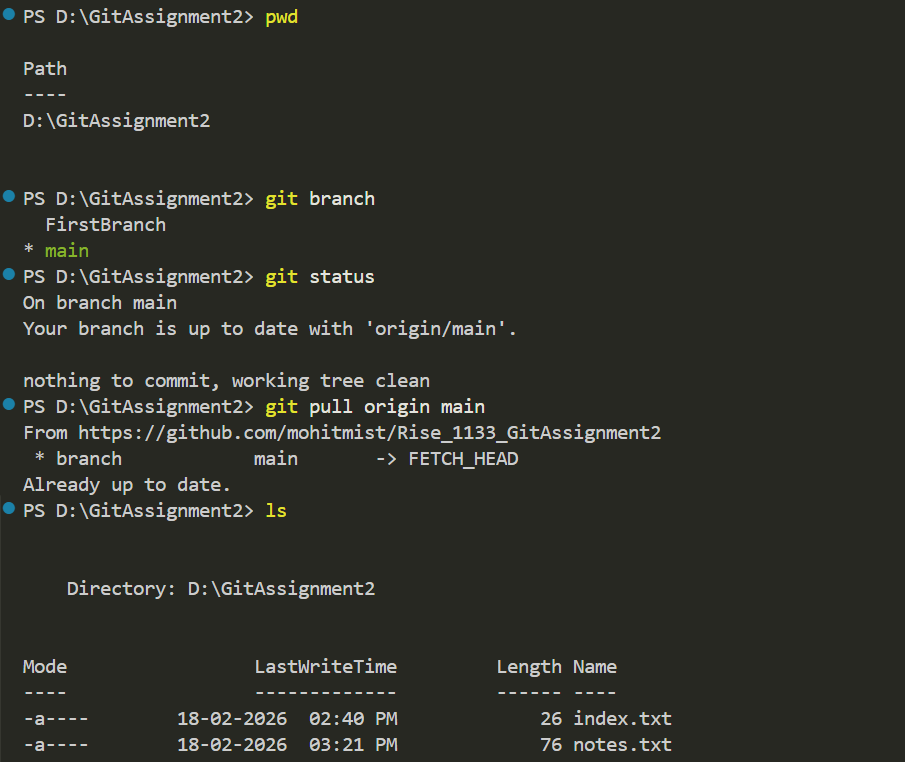 PS D:\GitAssignment2> pwd
Path
----
D:\GitAssignment2
PS D:\GitAssignment2> git branch
  FirstBranch
* main
PS D:\GitAssignment2> git status
On branch main
Your branch is up to date with 'origin/main'.
nothing to commit, working tree clean
PS D:\GitAssignment2> git pull origin main
From https://github.com/mohitmist/Rise_1133_GitAssignment2
 * branch            main       -> FETCH_HEAD
Already up to date.
PS D:\GitAssignment2> ls
    Directory: D:\GitAssignment2
Mode                 LastWriteTime         Length Name
----                 -------------         ------ ----
-a----        18-02-2026  02:40 PM             26 index.txt
-a----        18-02-2026  03:21 PM             76 notes.txt